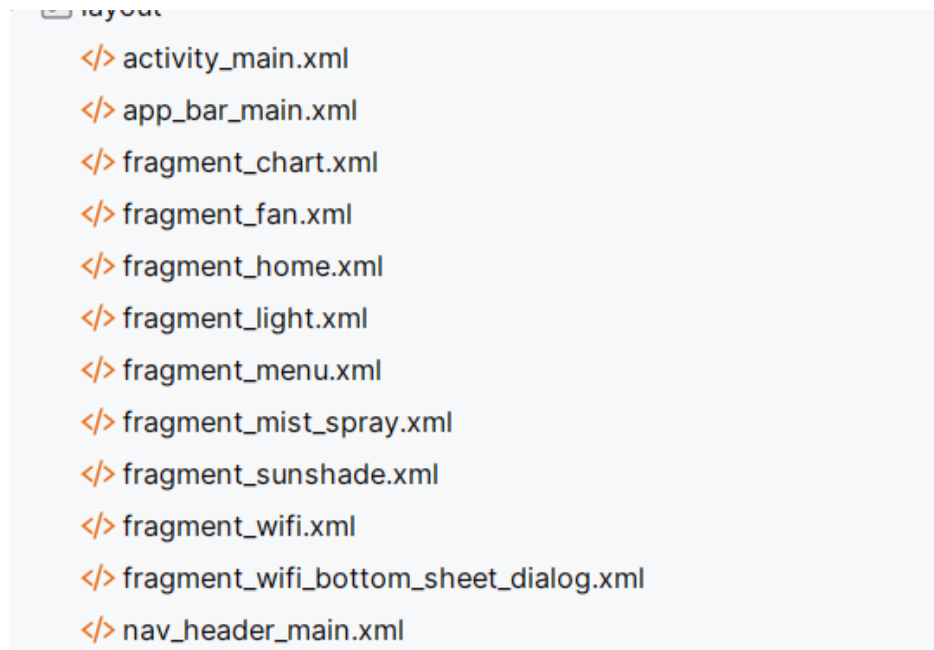 layout
</> activity_main.xml
</> app_bar_main.xml
</> fragment_chart.xml
</> fragment_fan.xml
</> fragment_home.xml
</> fragment_light.xml
</> fragment_menu.xml
</> fragment_mist_spray.xml
</> fragment_sunshade.xml
</> fragment_wifi.xml
</> fragment_wifi_bottom_sheet_dialog.xml
</> nav_header_main.xml